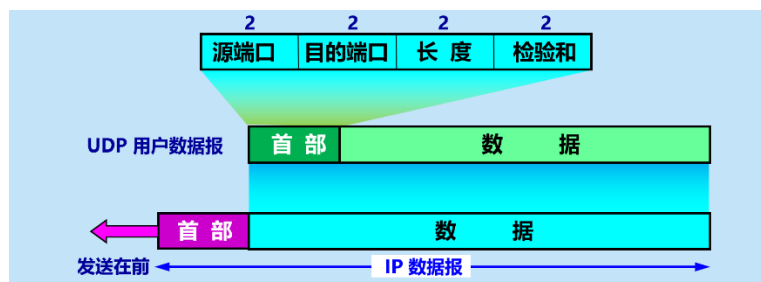 2 2 2 2
源端口 目的端口 长 度 检验和
UDP 用户数据报 首 部 数 据
首 部 数 据
发送在前 IP 数据报